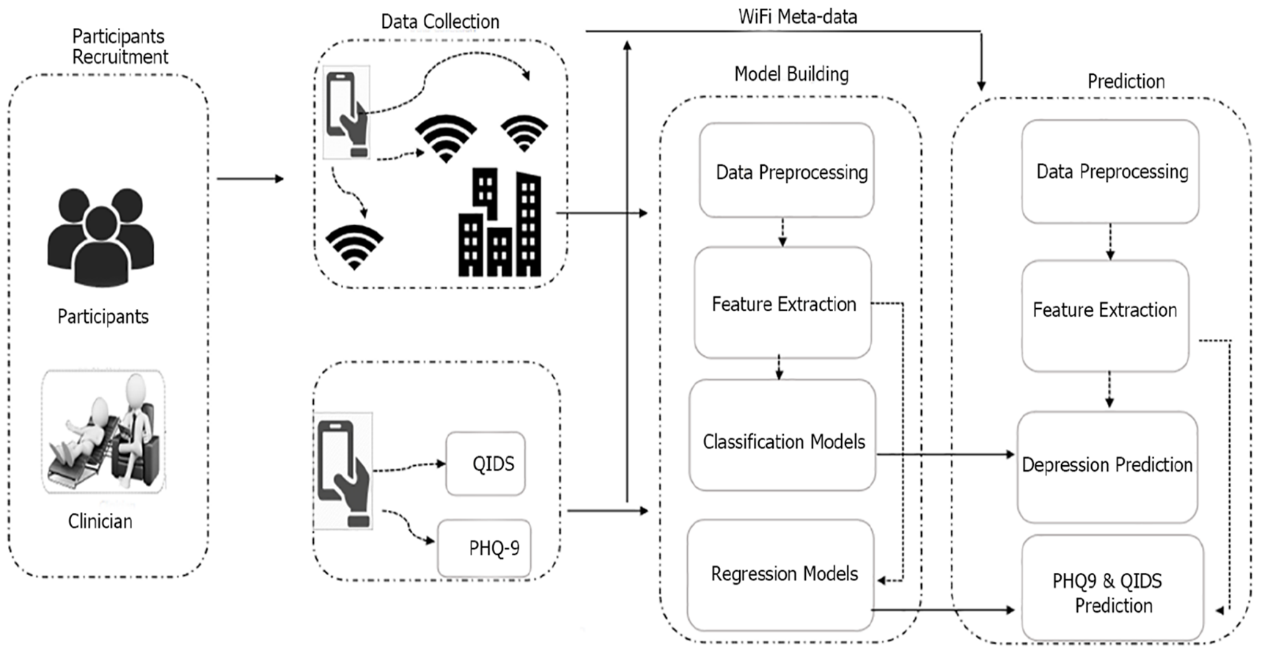 Participants
Recruitment
Participants
Clinician
Data Collection
QIDS
PHQ-9
WiFi Meta-data
Model Building
Data Preprocessing
Feature Extraction
Classification Models
Regression Models
Prediction
Data Preprocessing
Feature Extraction
Depression Prediction
PHQ9 & QIDS
Prediction